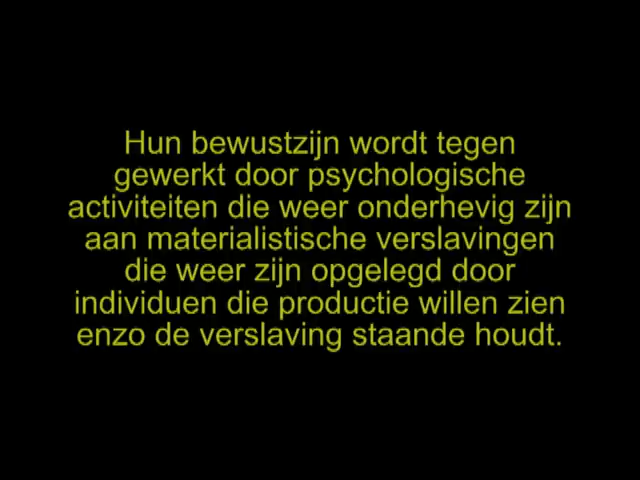 Hun bewustzijn wordt tegen
gewerkt door psychologische
activiteiten die weer onderhevig zijn
aan materialistische verslavingen
die weer zijn opgelegd door
individuen die productie willen zien
enzo de verslaving staande houdt.